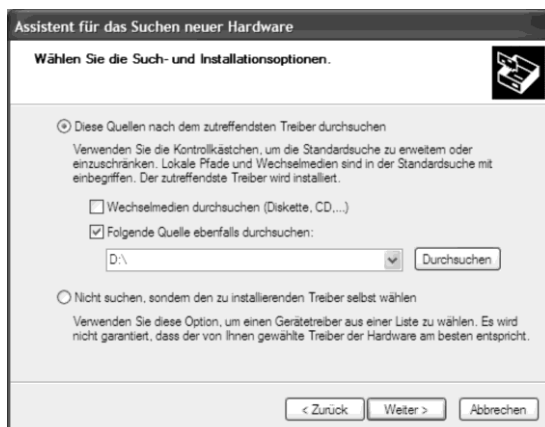 Assistent für das Suchen neuer Hardware
Wählen Sie die Such- und Installationsoptionen.
Diese Quellen nach dem zutreffendsten Treiber durchsuchen
Verwenden Sie die Kontrollkästchen, um die Standardsuche zu erweitern oder
einzuschränken. Lokale Pfade und Wechselmedien sind in der Standardsuche mit
einbegriffen. Der zutreffendste Treiber wird installiert.
Wechselmedien durchsuchen (Diskette, CD,...)
Folgende Quelle ebenfalls durchsuchen:
D:\ Durchsuchen
Nicht suchen, sondern den zu installierenden Treiber selbst wählen
Verwenden Sie diese Option, um einen Gerätetreiber aus einer Liste zu wählen. Es wird
nicht garantiert, dass der von Ihnen gewählte Treiber der Hardware am besten entspricht.
< Zurück Weiter > Abbrechen